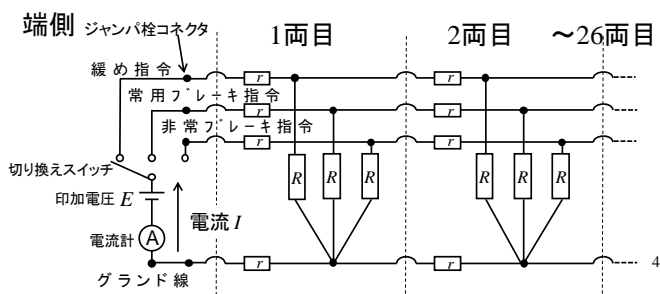 端側 ジャンパ栓コネクタ 1両目 2両目 ～26両目
緩め指令 r r
常用ブレーキ指令 r r
非常ブレーキ指令 r r
切り換えスイッチ R R R R R R
印加電圧 E
電流 I
電流計 A
r r 4
グランド線